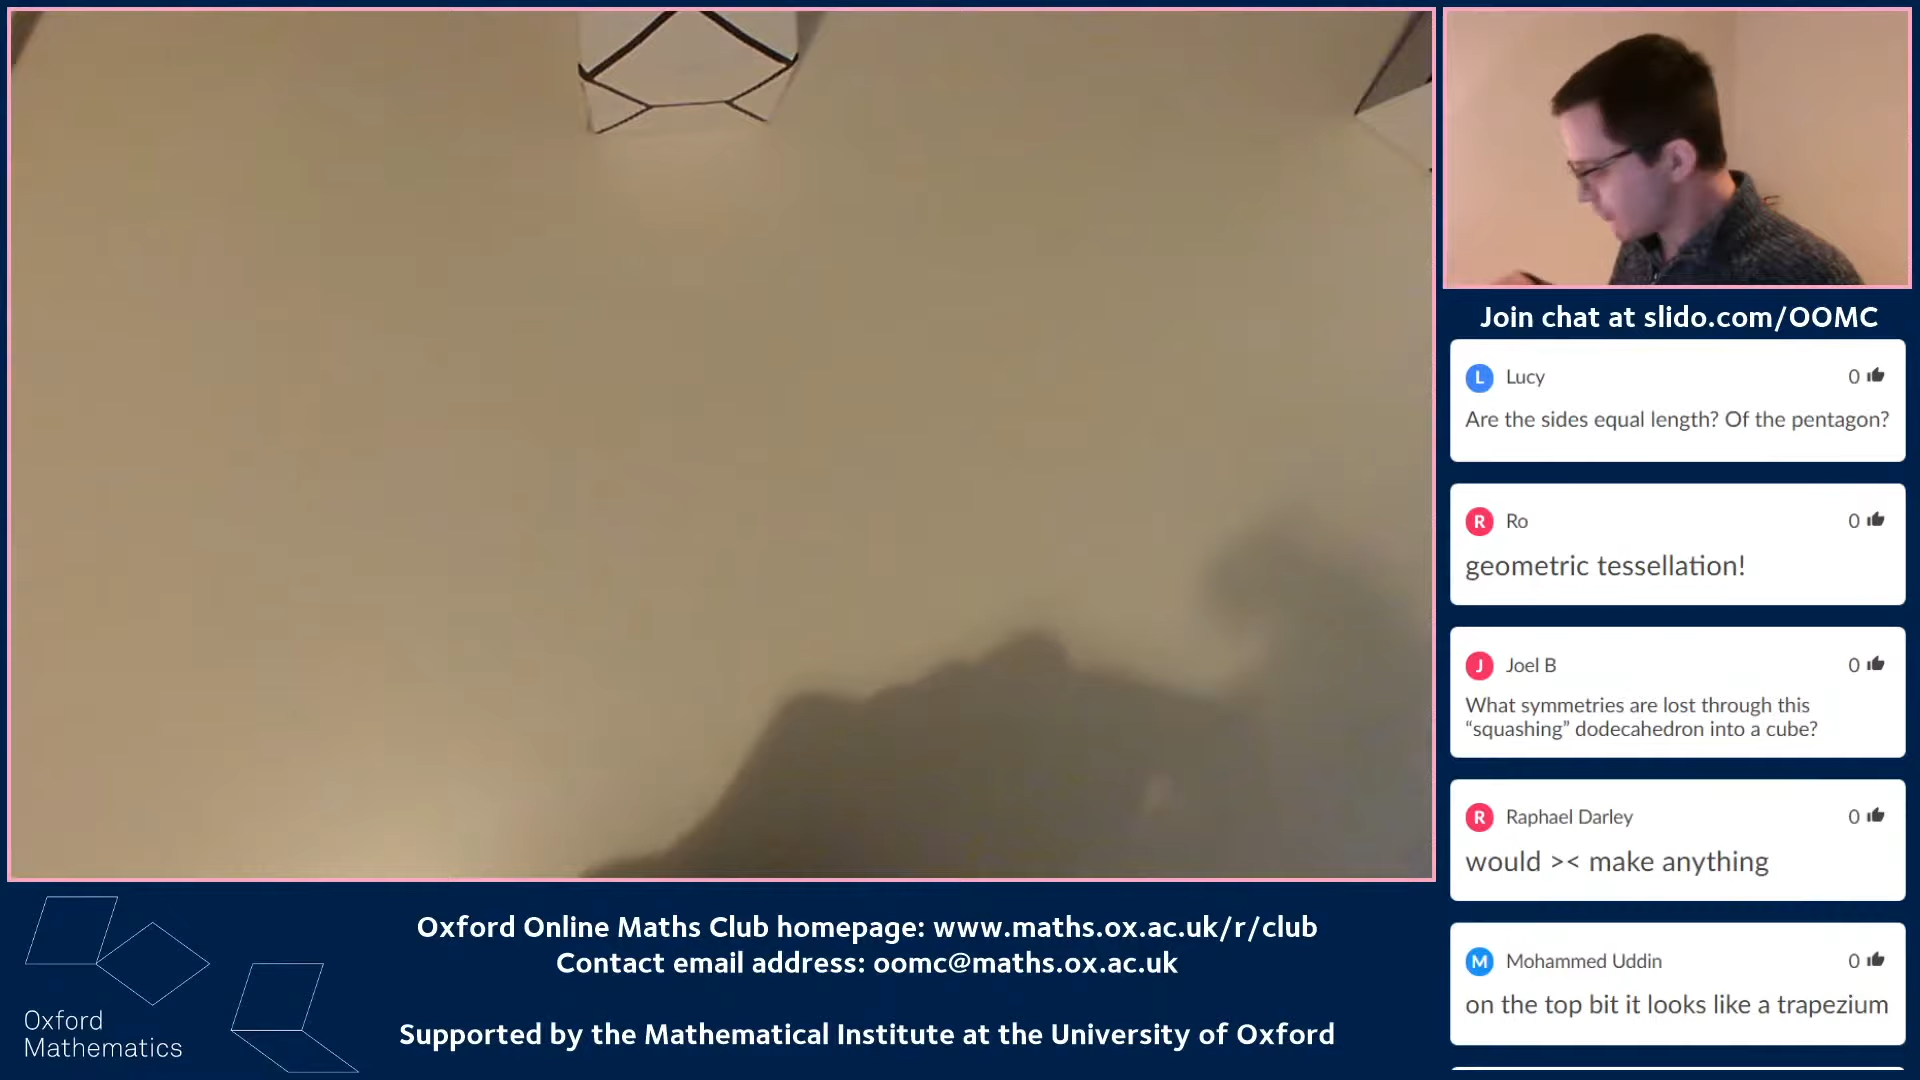 Join chat at slido.com/OOMC
L Lucy 0
Are the sides equal length? Of the pentagon?
R Ro 0
geometric tessellation!
J Joel B 0
What symmetries are lost through this
“squashing” dodecahedron into a cube?
R Raphael Darley 0
would >< make anything
M Mohammed Uddin 0
on the top bit it looks like a trapezium
Oxford Online Maths Club homepage: www.maths.ox.ac.uk/r/club
Contact email address: oomc@maths.ox.ac.uk
Supported by the Mathematical Institute at the University of Oxford
Oxford
Mathematics